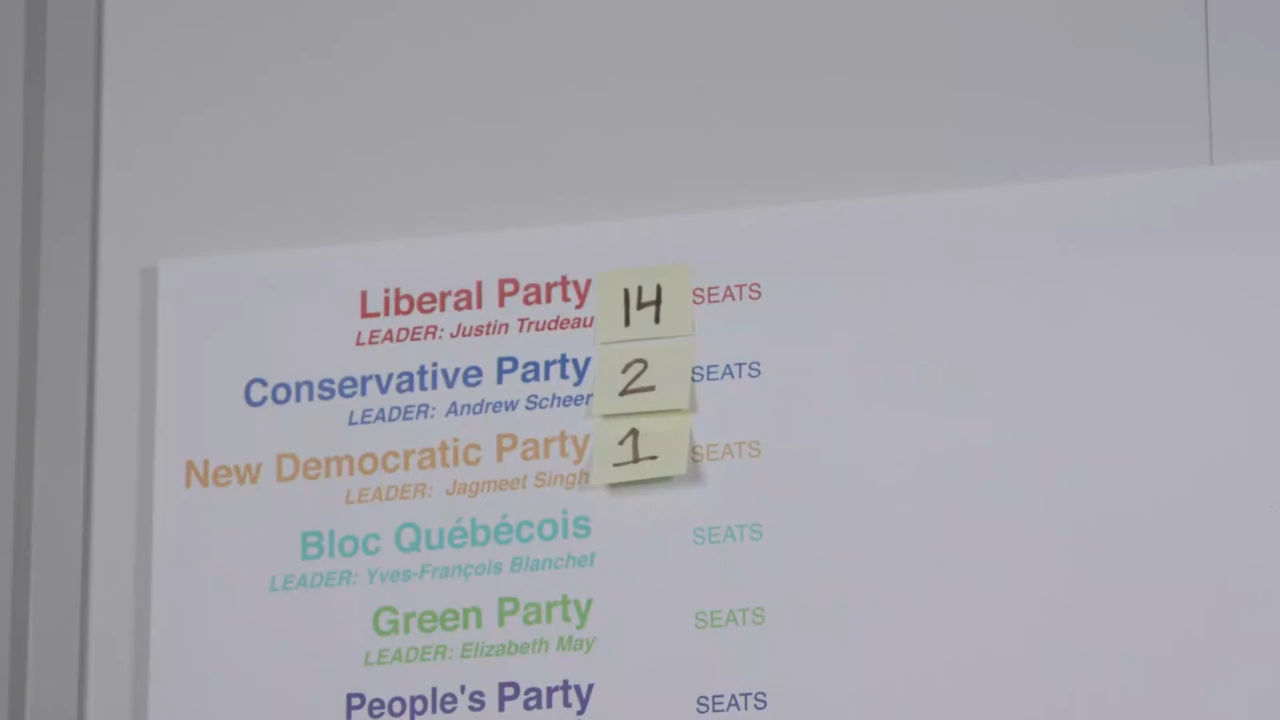 Liberal Party 14 SEATS
LEADER: Justin Trudeau
Conservative Party 2 SEATS
LEADER: Andrew Scheer
New Democratic Party 1 SEATS
LEADER: Jagmeet Singh
Bloc Québécois SEATS
LEADER: Yves-François Blanchet
Green Party SEATS
LEADER: Elizabeth May
People's Party SEATS